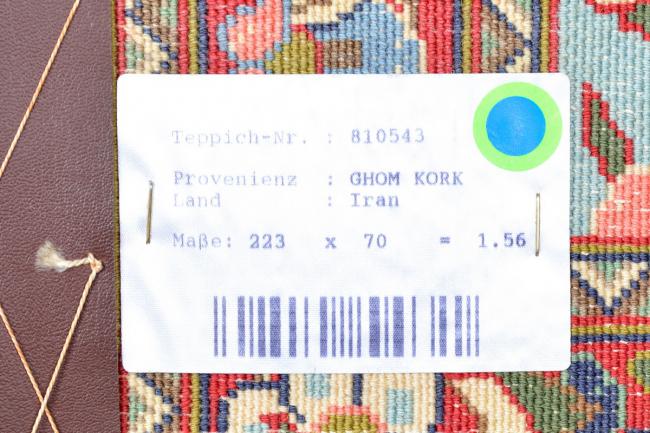 Teppich-Nr. : 810543
Provenienz : GHOM KORK
Land : Iran
Maße: 223 x 70 = 1.56